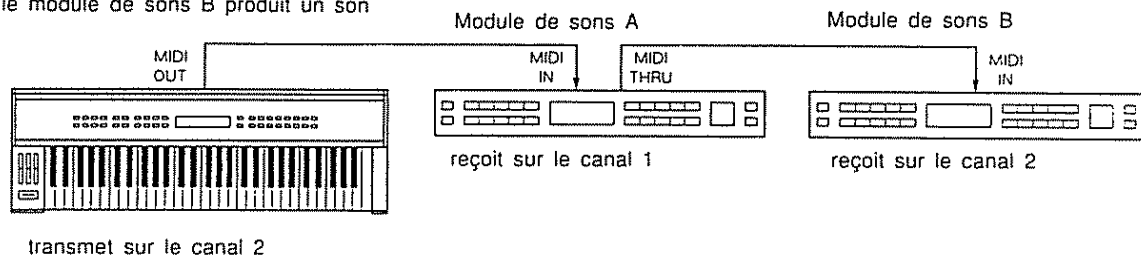 le module de sons B produit un son
Module de sons A
Module de sons B
MIDI
OUT
MIDI
IN
MIDI
THRU
MIDI
IN
reçoit sur le canal 1
reçoit sur le canal 2
transmet sur le canal 2